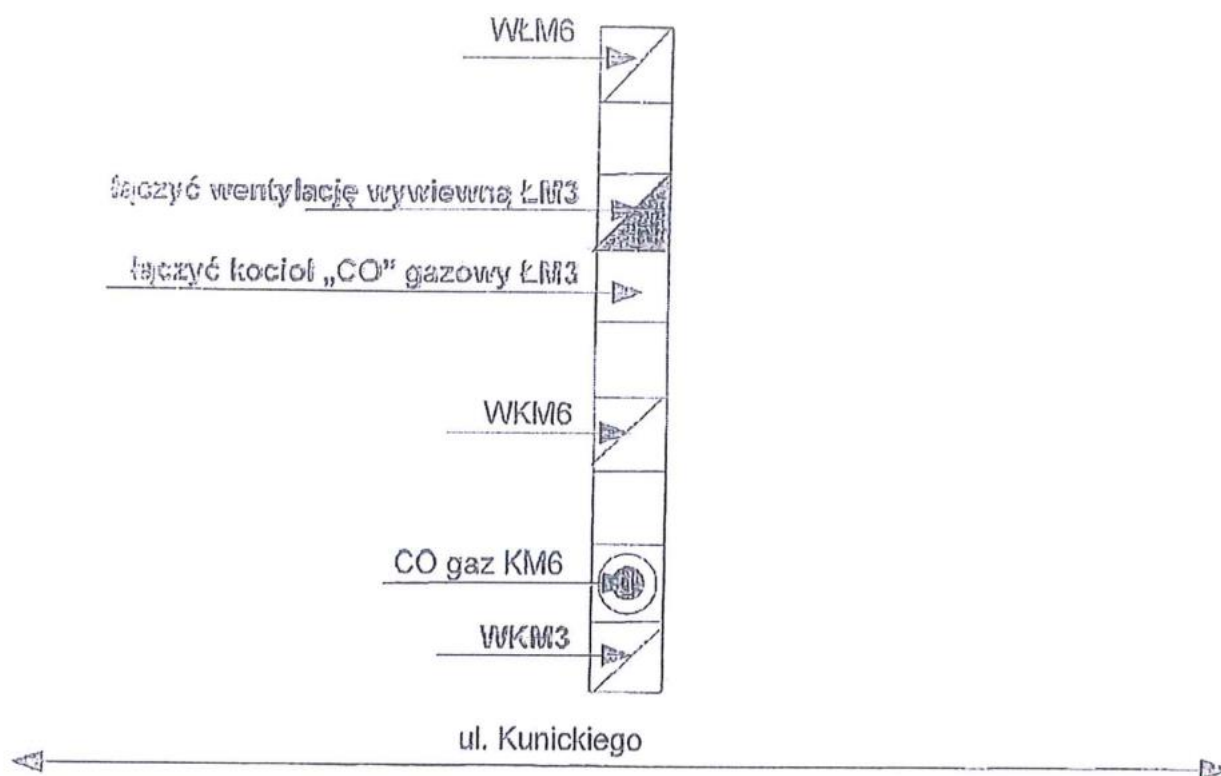 WŁM6
łączyć wentylację wywiewną ŁM3
łączyć kocioł „CO” gazowy ŁM3
WKM6
CO gaz KM6
WKM3
ul. Kunickiego